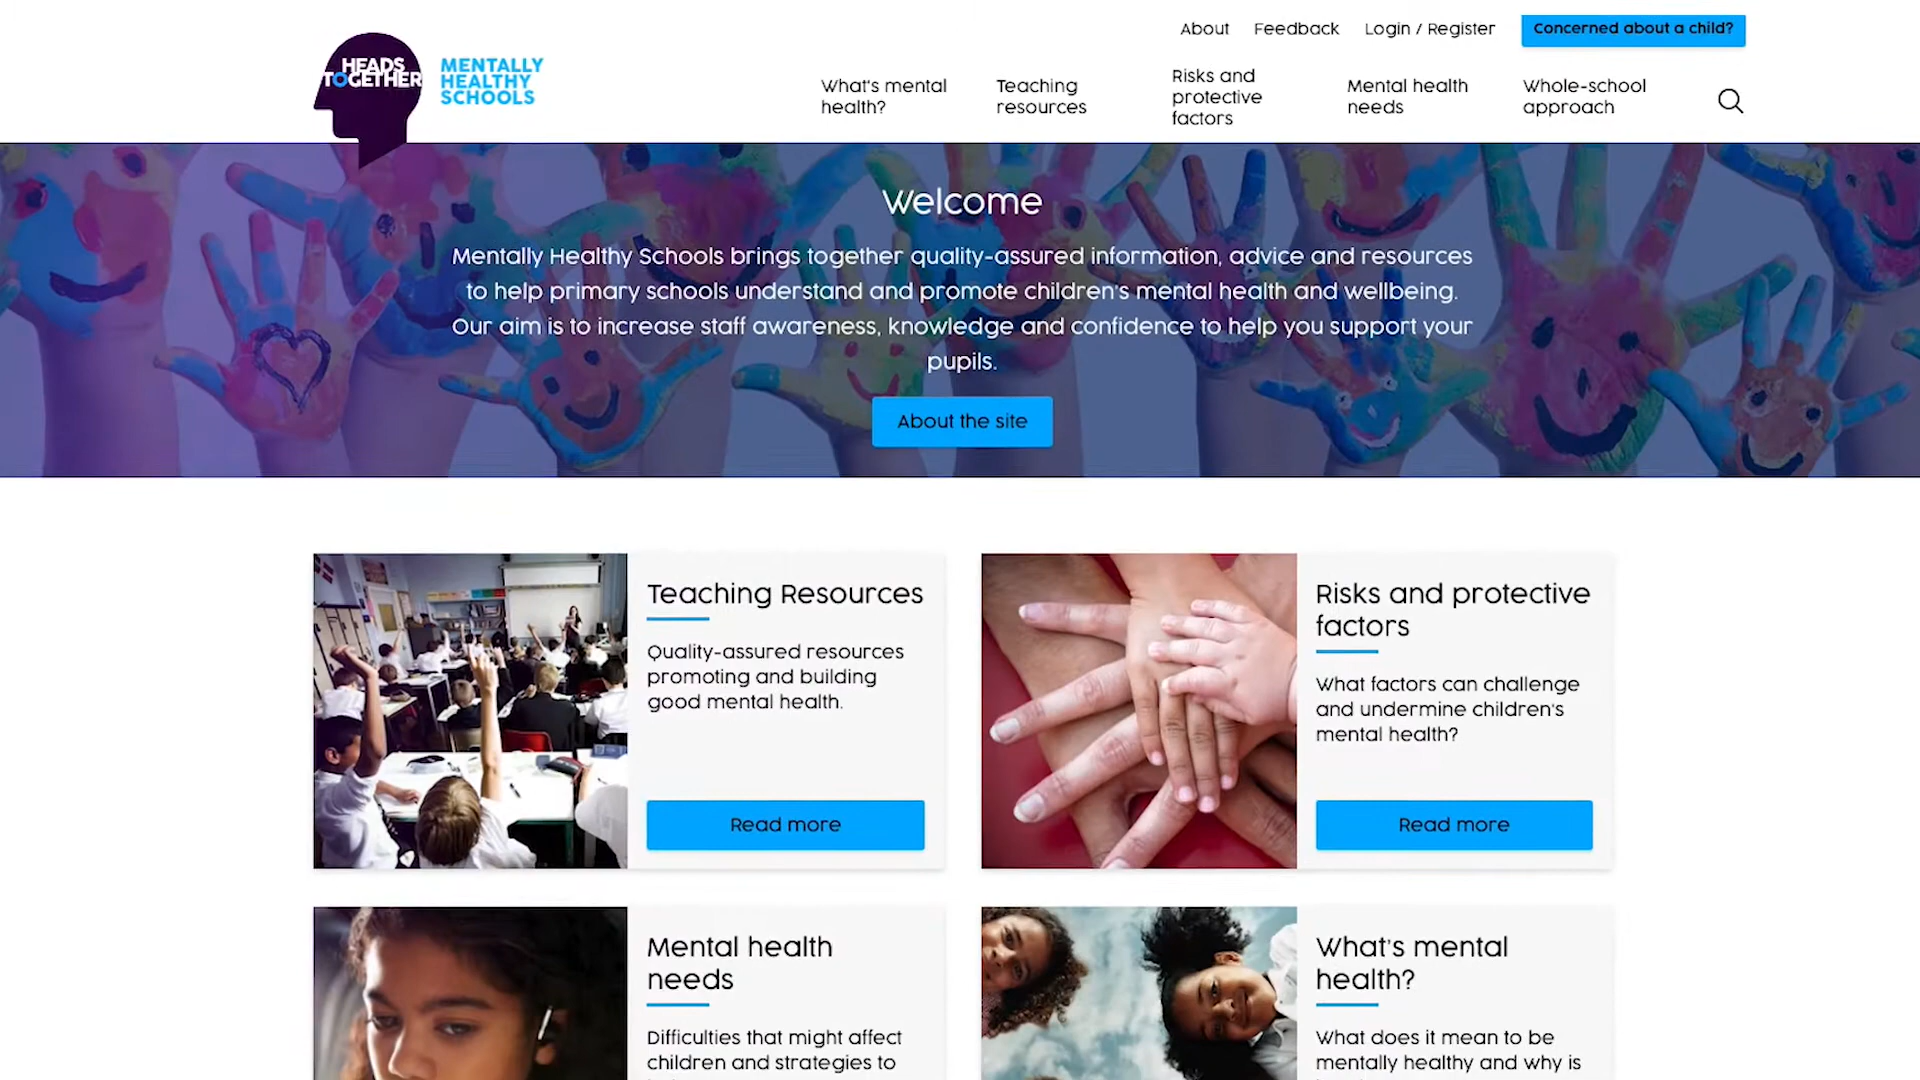 About
Feedback
Login / Register
Concerned about a child?
HEADS
TOGETHER
MENTALLY
HEALTHY
SCHOOLS
What's mental
health?
Teaching
resources
Risks and
protective
factors
Mental health
needs
Whole-school
approach
Welcome
Mentally Healthy Schools brings together quality-assured information, advice and resources
to help primary schools understand and promote children's mental health and wellbeing.
Our aim is to increase staff awareness, knowledge and confidence to help you support your
pupils.
About the site
Teaching Resources
Quality-assured resources
promoting and building
good mental health.
Read more
Risks and protective
factors
What factors can challenge
and undermine children's
mental health?
Read more
Mental health
needs
Difficulties that might affect
children and strategies to
What's mental
health?
What does it mean to be
mentally healthy and why is